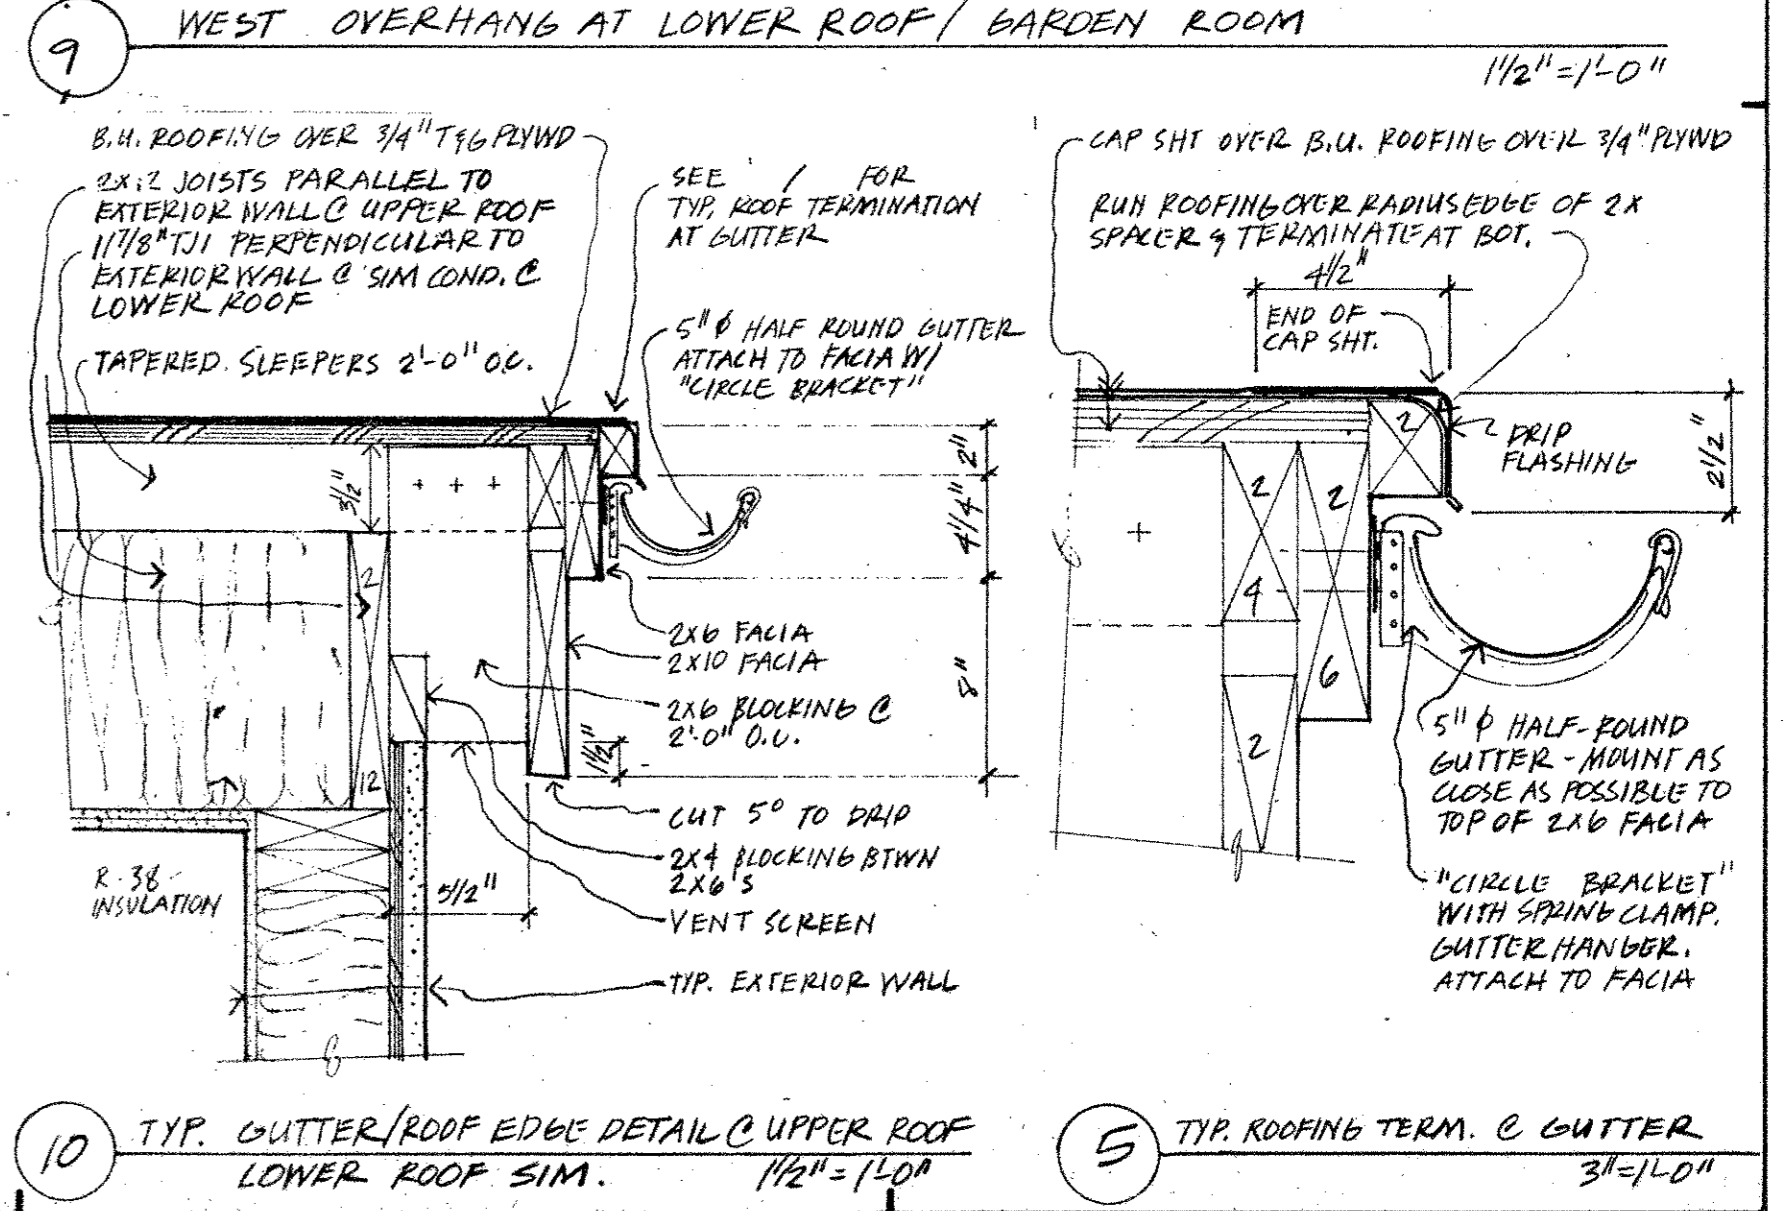 9
WEST OVERHANG AT LOWER ROOF / GARDEN ROOM
1 1/2" = 1'-0"
B.U. ROOFING OVER 3/4" T&G PLYWD
2X12 JOISTS PARALLEL TO
EXTERIOR WALL @ UPPER ROOF
11 7/8" TJI PERPENDICULAR TO
EXTERIOR WALL @ SIM COND. @
LOWER ROOF
TAPERED SLEEPERS 2'-0" O.C.
SEE / FOR
TYP. ROOF TERMINATION
AT GUTTER
5" ϕ HALF ROUND GUTTER
ATTACH TO FACIA W/
"CIRCLE BRACKET"
3 1/2"
2"
4 1/4"
8"
2
12
2X6 FACIA
2X10 FACIA
2X6 BLOCKING @
2'-0" O.C.
1 1/2"
CUT 5° TO DRIP
2X4 BLOCKING BTWN
2X6'S
VENT SCREEN
5 1/2"
R-38
INSULATION
TYP. EXTERIOR WALL
10
TYP. GUTTER/ROOF EDGE DETAIL @ UPPER ROOF
LOWER ROOF SIM. 1 1/2" = 1'-0"
CAP SHT OVER B.U. ROOFING OVER 3/4" PLYWD
RUN ROOFING OVER RADIUS EDGE OF 2X
SPACER & TERMINATE AT BOT.
4 1/2"
END OF
CAP SHT.
2
DRIP
FLASHING
2 1/2"
2
2
4
6
2
5" ϕ HALF-ROUND
GUTTER - MOUNT AS
CLOSE AS POSSIBLE TO
TOP OF 2X6 FACIA
"CIRCLE BRACKET"
WITH SPRING CLAMP.
GUTTER HANGER.
ATTACH TO FACIA
5
TYP. ROOFING TERM. @ GUTTER
3" = 1'-0"